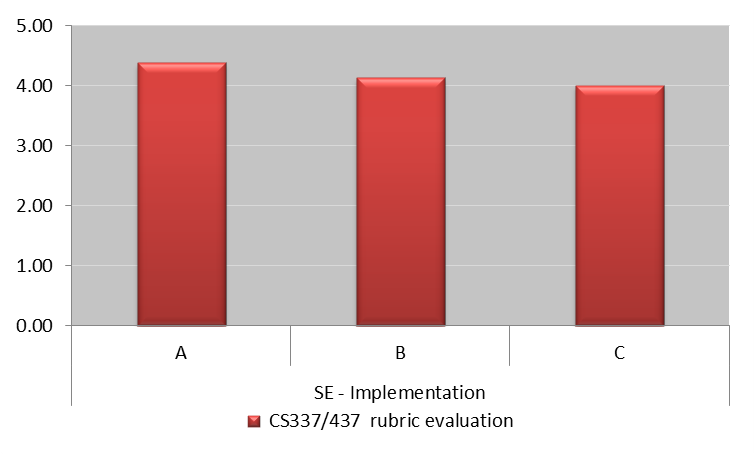 5.00
4.00
3.00
2.00
1.00
0.00
A B C
SE - Implementation
CS337/437 rubric evaluation